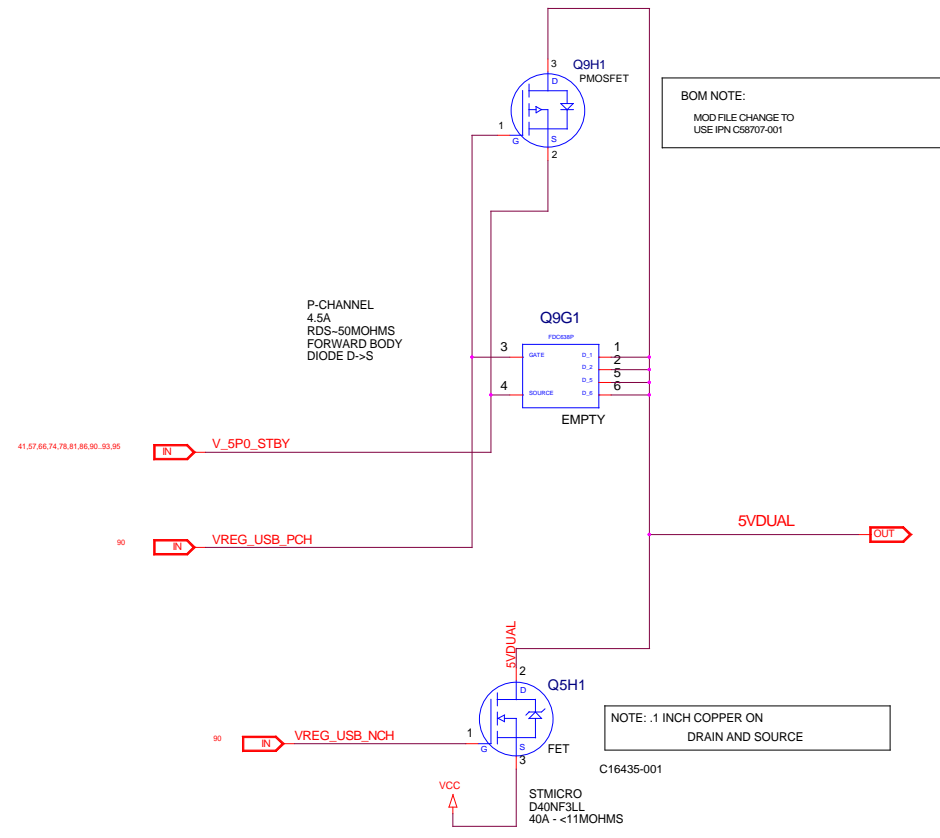 3
Q9H1
PMOSFET
D
1
G
S
2
BOM NOTE:
MOD FILE CHANGE TO
USE IPN C58707-001
P-CHANNEL
4.5A
RDS~50MOHMS
FORWARD BODY
DIODE D->S
Q9G1
FDC638P
3
GATE
D_1
1
D_2
2
D_5
5
4
SOURCE
D_6
6
EMPTY
41,57,66,74,78,81,86,90..93,95
IN
V_5P0_STBY
90
IN
VREG_USB_PCH
5VDUAL
OUT
5VDUAL
2
Q5H1
D
90
IN
VREG_USB_NCH
1
G
S
FET
3
NOTE: .1 INCH COPPER ON
DRAIN AND SOURCE
C16435-001
VCC
STMICRO
D40NF3LL
40A - <11MOHMS